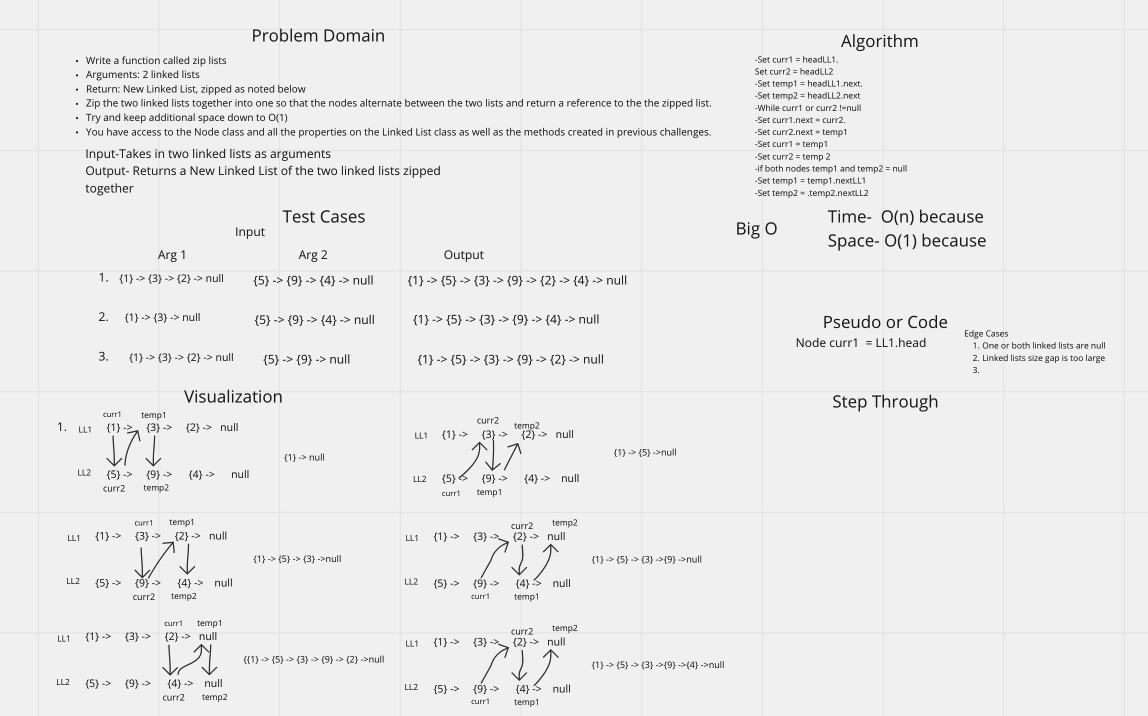 Problem Domain
• Write a function called zip lists
• Arguments: 2 linked lists
• Return: New Linked List, zipped as noted below
• Zip the two linked lists together into one so that the nodes alternate between the two lists and return a reference to the the zipped list.
• Try and keep additional space down to O(1)
• You have access to the Node class and all the properties on the Linked List class as well as the methods created in previous challenges.
Input-Takes in two linked lists as arguments
Output- Returns a New Linked List of the two linked lists zipped
together
Algorithm
-Set curr1 = headLL1.
Set curr2 = headLL2
-Set temp1 = headLL1.next.
-Set temp2 = headLL2.next
-While curr1 or curr2 !=null
-Set curr1.next = curr2.
-Set curr2.next = temp1
-Set curr1 = temp1
-Set curr2 = temp 2
-if both nodes temp1 and temp2 = null
-Set temp1 = temp1.nextLL1
-Set temp2 = .temp2.nextLL2
Big O
Time- O(n) because
Space- O(1) because
Test Cases
Input
Arg 1 Arg 2 Output
1. {1} -> {3} -> {2} -> null {5} -> {9} -> {4} -> null {1} -> {5} -> {3} -> {9} -> {2} -> {4} -> null
2. {1} -> {3} -> null {5} -> {9} -> {4} -> null {1} -> {5} -> {3} -> {9} -> {4} -> null
3. {1} -> {3} -> {2} -> null {5} -> {9} -> null {1} -> {5} -> {3} -> {9} -> {2} -> null
Pseudo or Code
Node curr1 = LL1.head
Edge Cases
1. One or both linked lists are null
2. Linked lists size gap is too large
3.
Step Through
Visualization
curr1 temp1
1. LL1 {1} -> {3} -> {2} -> null
{1} -> null
LL2 {5} -> {9} -> {4} -> null
curr2 temp2
curr2 temp2
LL1 {1} -> {3} -> {2} -> null
{1} -> {5} ->null
LL2 {5} -> {9} -> {4} -> null
curr1 temp1
curr1 temp1
LL1 {1} -> {3} -> {2} -> null
{1} -> {5} -> {3} ->null
LL2 {5} -> {9} -> {4} -> null
curr2 temp2
curr2 temp2
LL1 {1} -> {3} -> {2} -> null
{1} -> {5} -> {3} ->{9} ->null
LL2 {5} -> {9} -> {4} -> null
curr1 temp1
curr1 temp1
LL1 {1} -> {3} -> {2} -> null
{{1} -> {5} -> {3} -> {9} -> {2} ->null
LL2 {5} -> {9} -> {4} -> null
curr2 temp2
curr2 temp2
LL1 {1} -> {3} -> {2} -> null
{1} -> {5} -> {3} ->{9} ->{4} ->null
LL2 {5} -> {9} -> {4} -> null
curr1 temp1